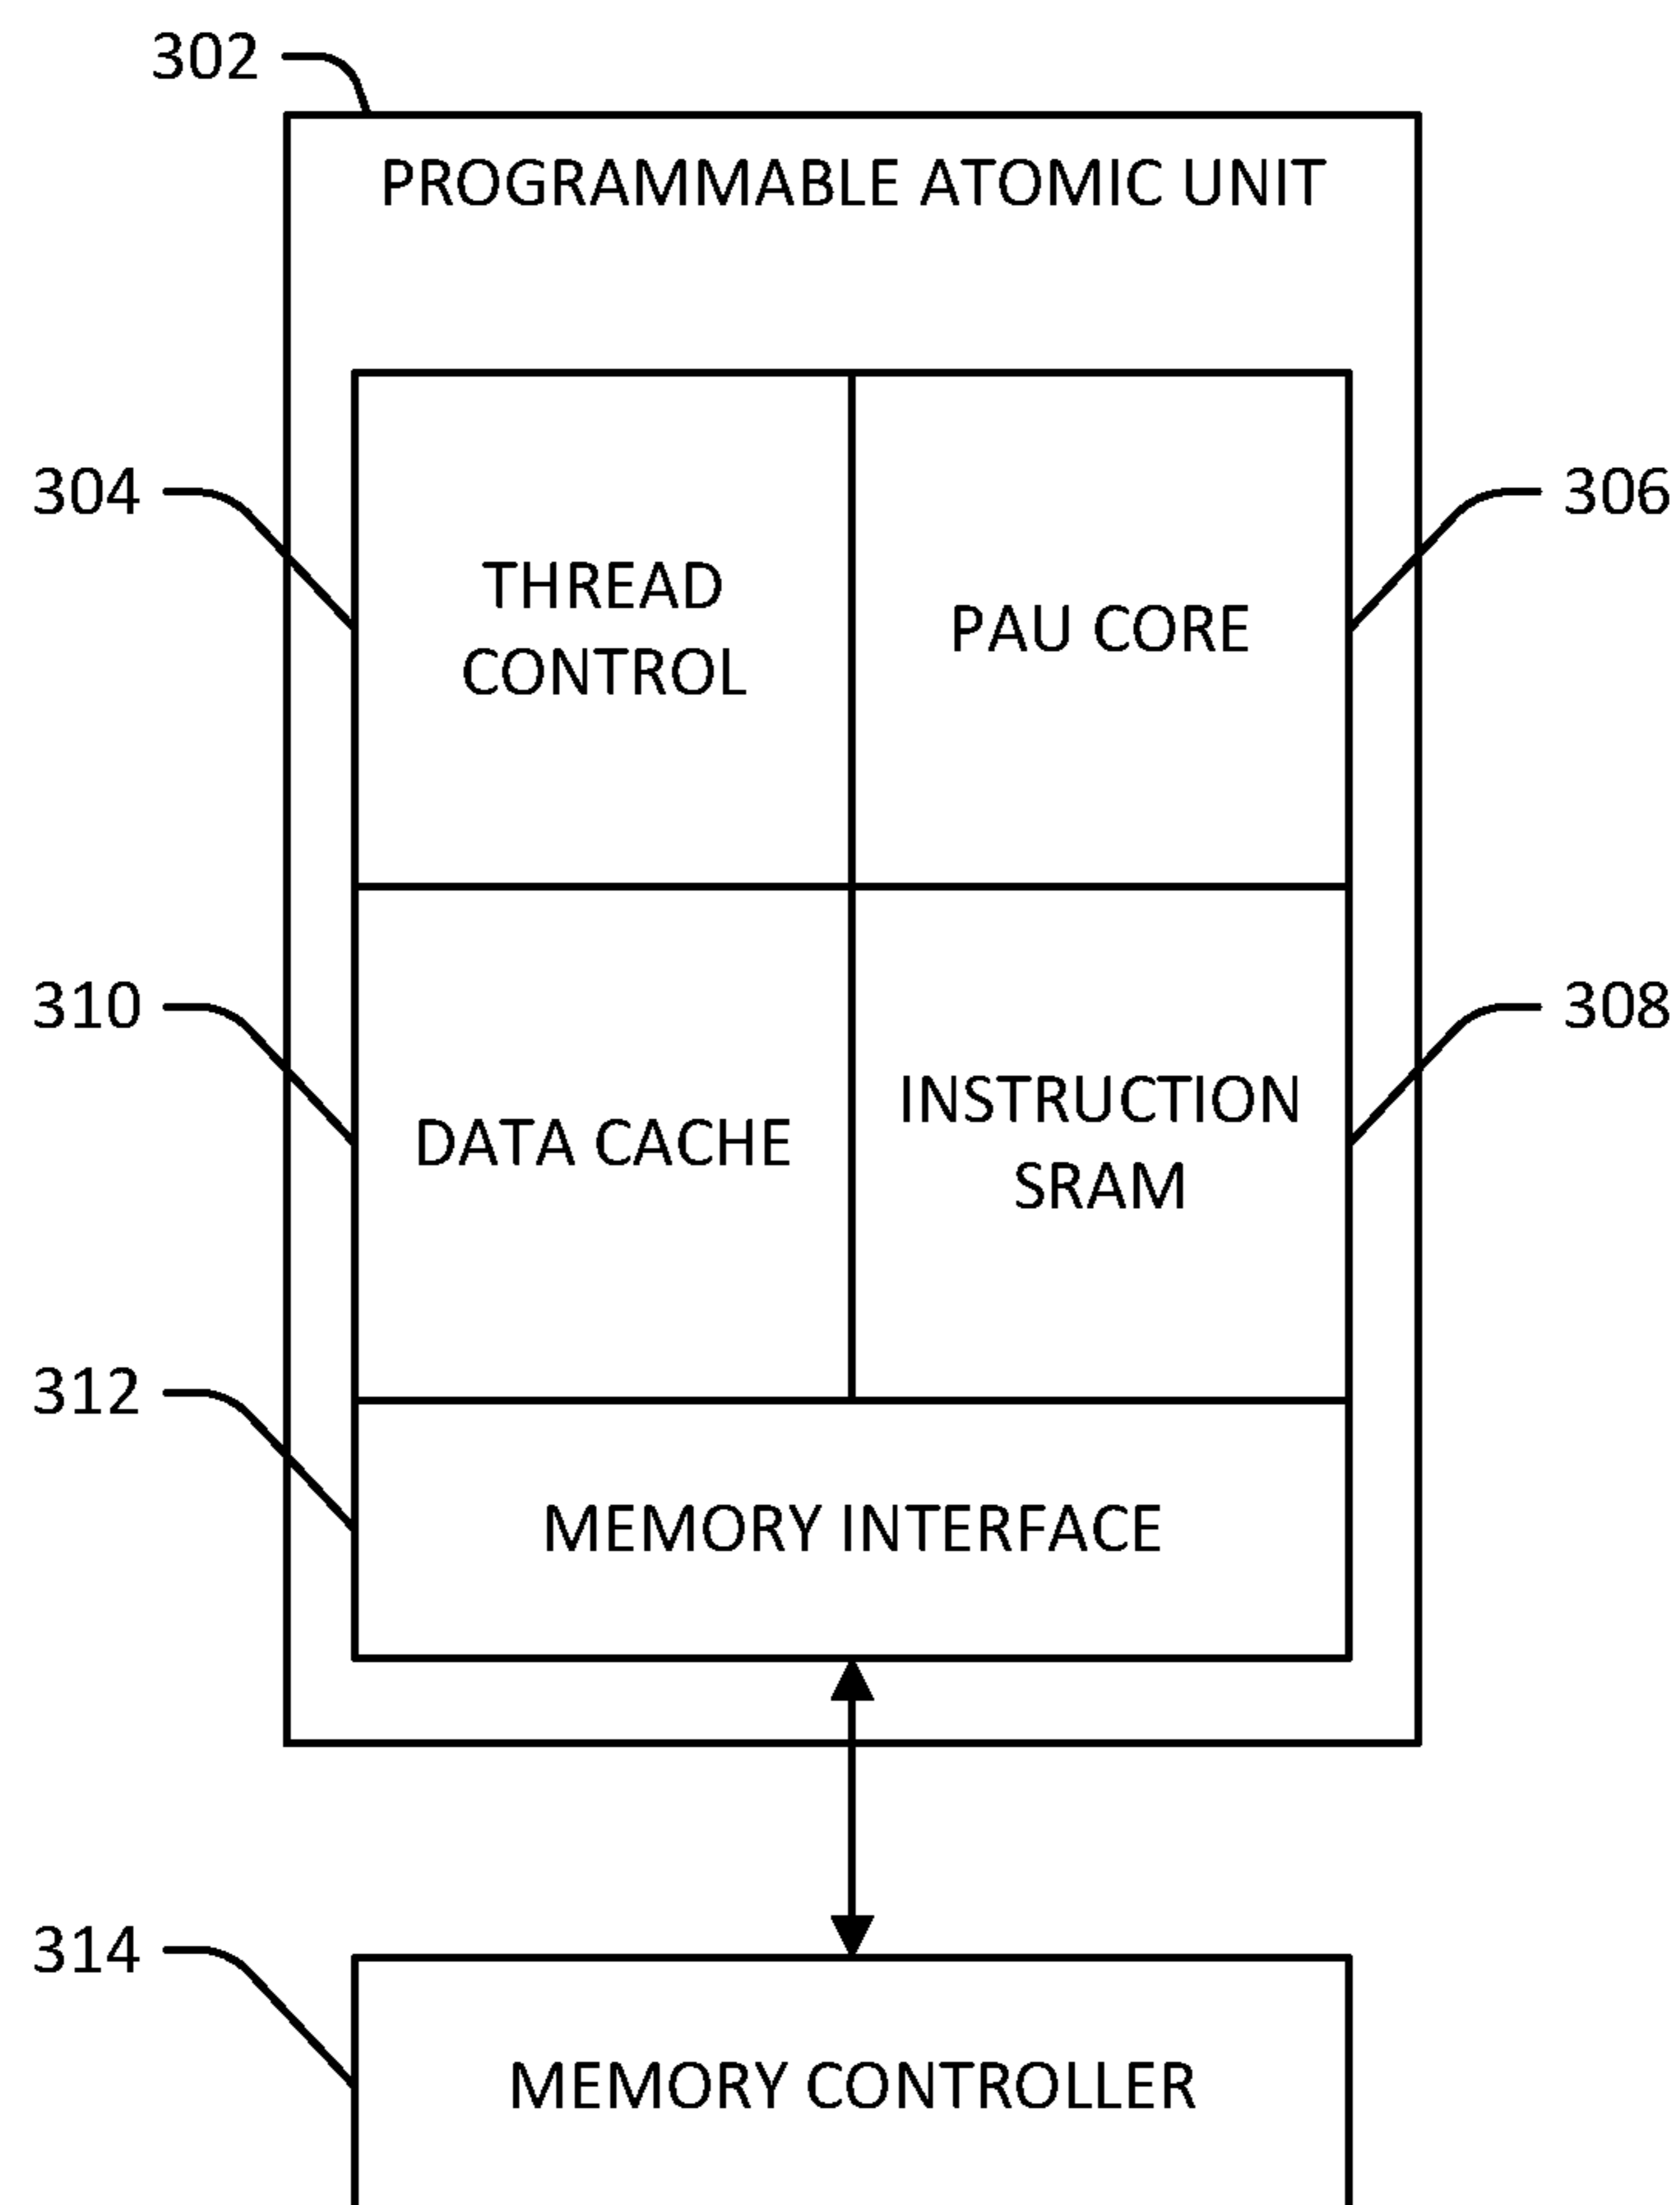 302
PROGRAMMABLE ATOMIC UNIT
304
306
THREAD
CONTROL
PAU CORE
310
308
DATA CACHE
INSTRUCTION
SRAM
312
MEMORY INTERFACE
314
MEMORY CONTROLLER